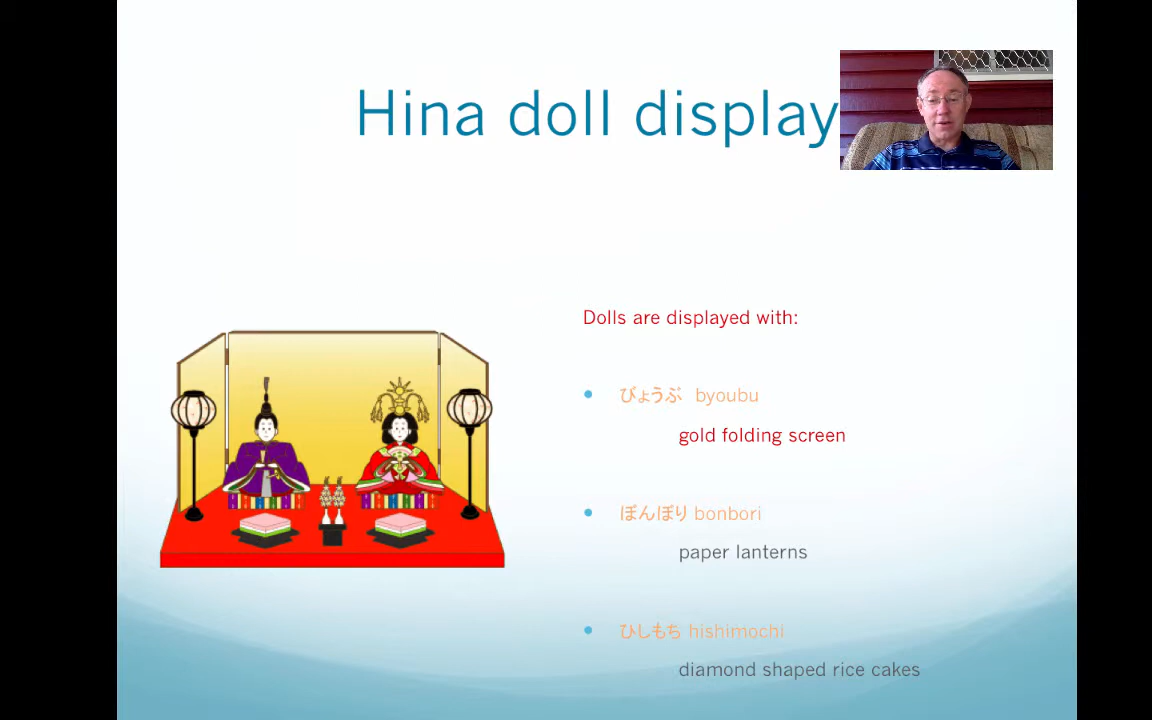 Hina doll display
Dolls are displayed with:
びょうぶ byoubu
gold folding screen
ぼんぼり bonbori
paper lanterns
ひしもち hishimochi
diamond shaped rice cakes